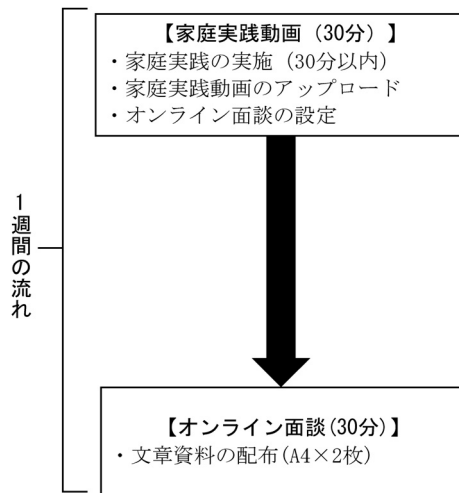 【家庭実践動画（30分）】
・家庭実践の実施（30分以内）
・家庭実践動画のアップロード
・オンライン面談の設定
1週間の流れ
【オンライン面談(30分)】
・文章資料の配布(A4×2枚)